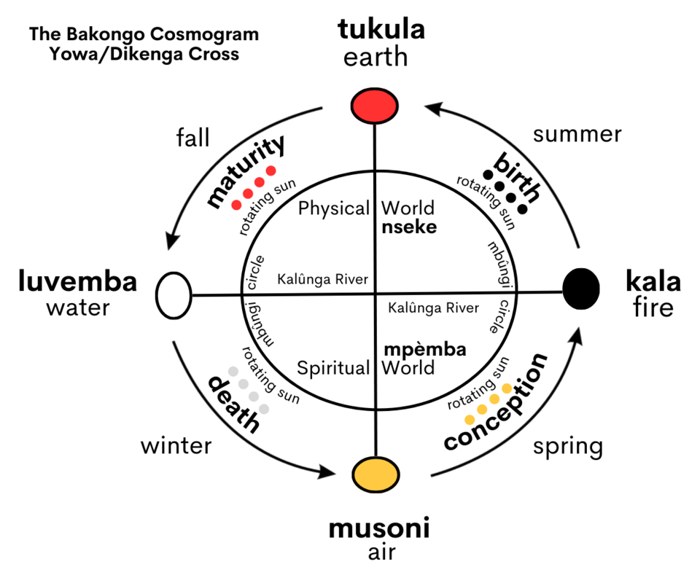 The Bakongo Cosmogram
Yowa/Dikenga Cross
tukula
earth
fall
summer
maturity
rotating sun
birth
rotating sun
Physical World
nseke
luvemba
water
mbûngi circle
Kalûnga River
Kalûnga River
mbûngi circle
kala
fire
mpèmba
Spiritual World
death
rotating sun
conception
rotating sun
winter
spring
musoni
air